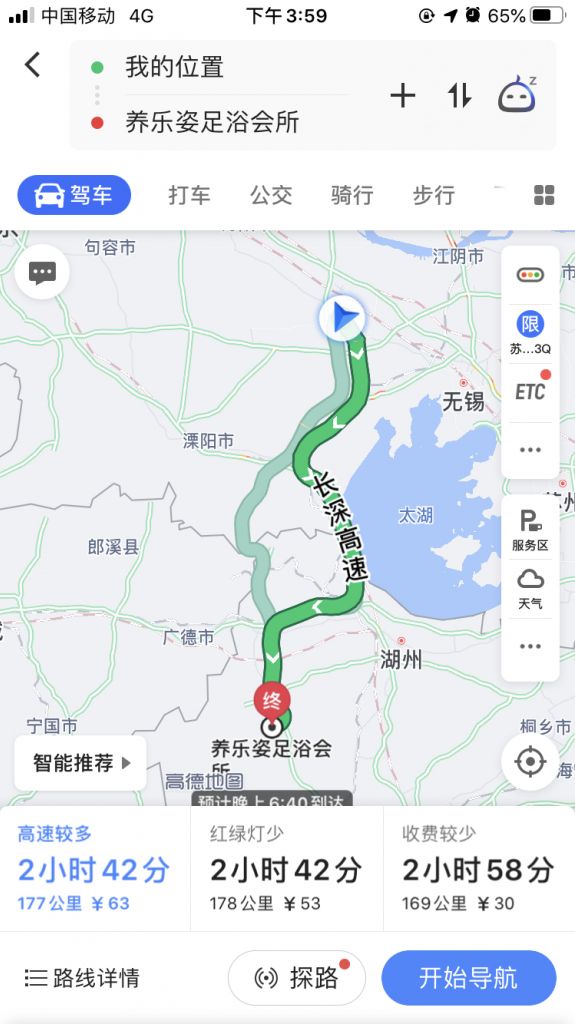 中国移动 4G 下午3:59 65%
我的位置
养乐姿足浴会所
z
驾车 打车 公交 骑行 步行
句容市
江阴市
限
苏...3Q
无锡
ETC
溧阳市
长深高速
太湖
P
服务区
郎溪县
天气
广德市
湖州
终
宁国市
桐乡市
养乐姿足浴会所
智能推荐
高德地图
预计晚上6:40到达
高速较多 红绿灯少 收费较少
2小时42分 2小时42分 2小时58分
177公里 ¥63 178公里 ¥53 169公里 ¥30
路线详情 探路 开始导航